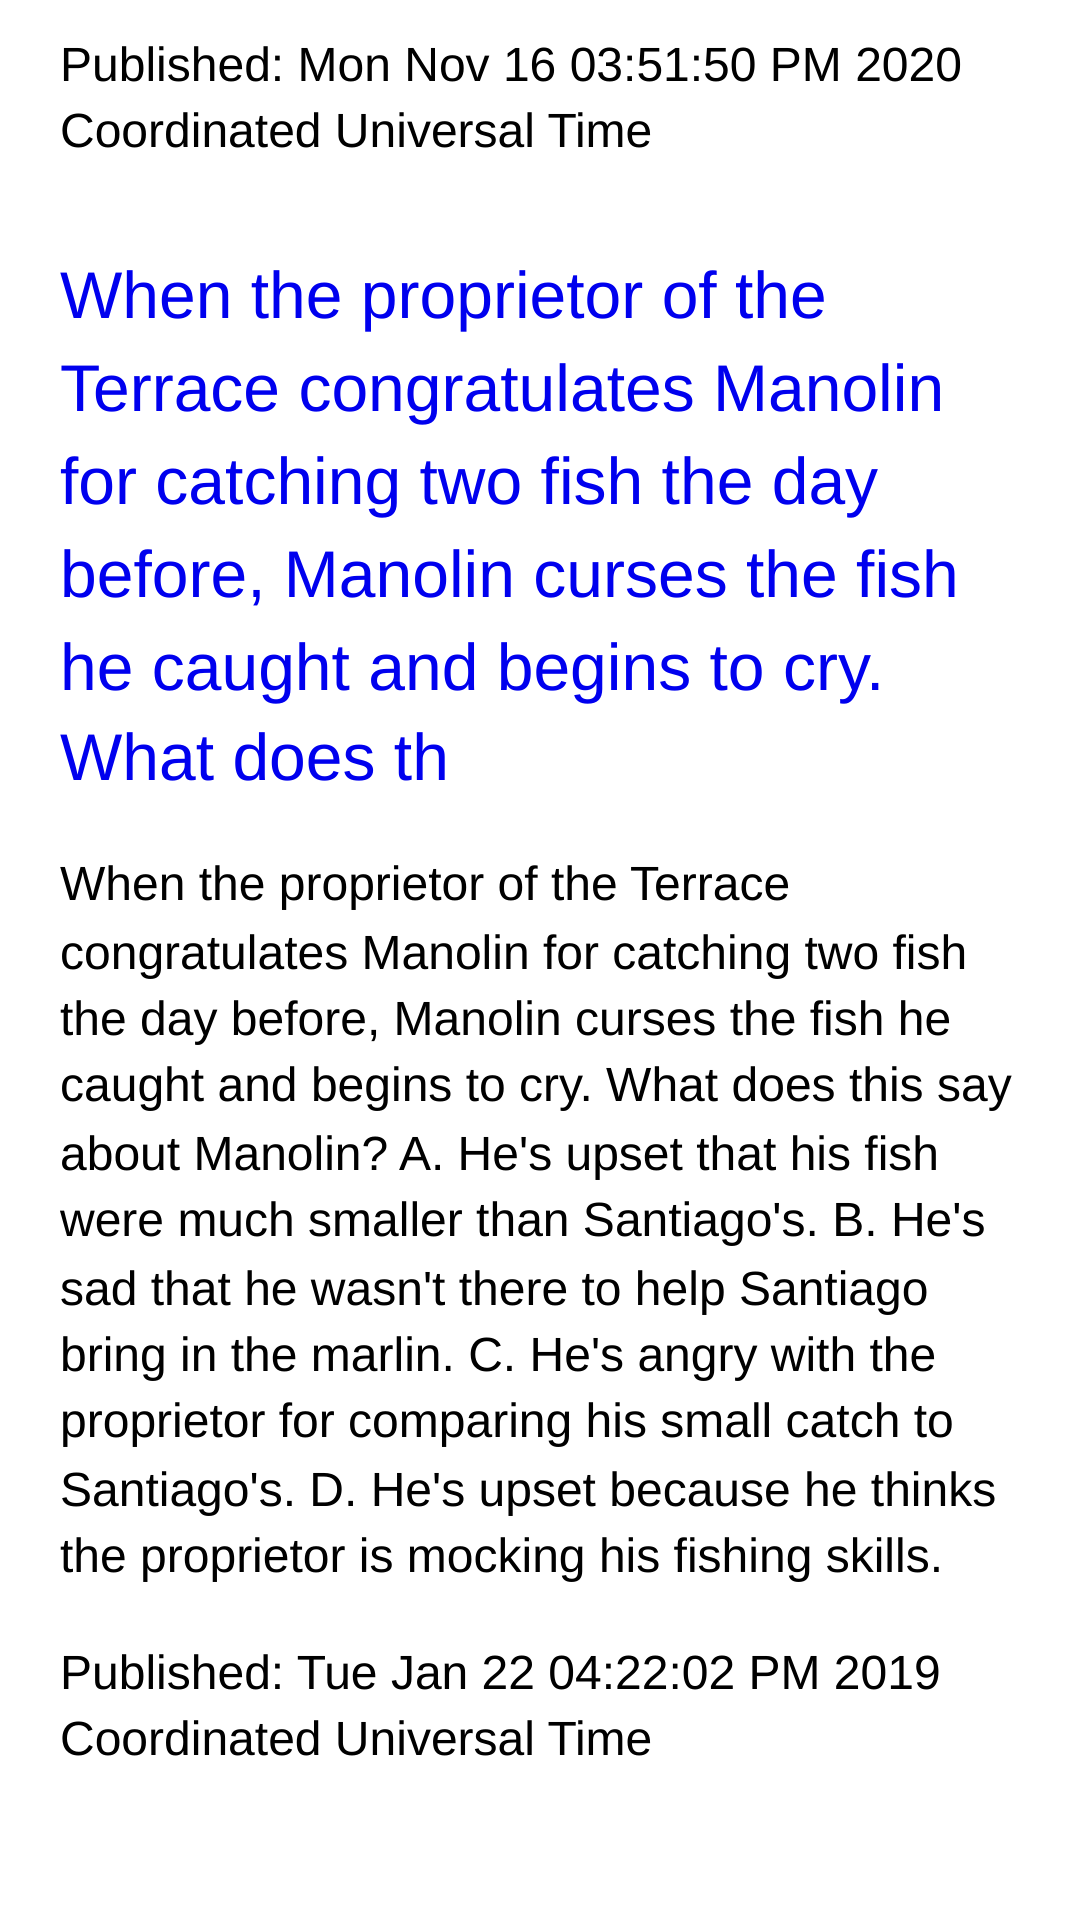 Published: Mon Nov 16 03:51:50 PM 2020
Coordinated Universal Time
When the proprietor of the
Terrace congratulates Manolin
for catching two fish the day
before, Manolin curses the fish
he caught and begins to cry.
What does th
When the proprietor of the Terrace
congratulates Manolin for catching two fish
the day before, Manolin curses the fish he
caught and begins to cry. What does this say
about Manolin? A. He's upset that his fish
were much smaller than Santiago's. B. He's
sad that he wasn't there to help Santiago
bring in the marlin. C. He's angry with the
proprietor for comparing his small catch to
Santiago's. D. He's upset because he thinks
the proprietor is mocking his fishing skills.
Published: Tue Jan 22 04:22:02 PM 2019
Coordinated Universal Time